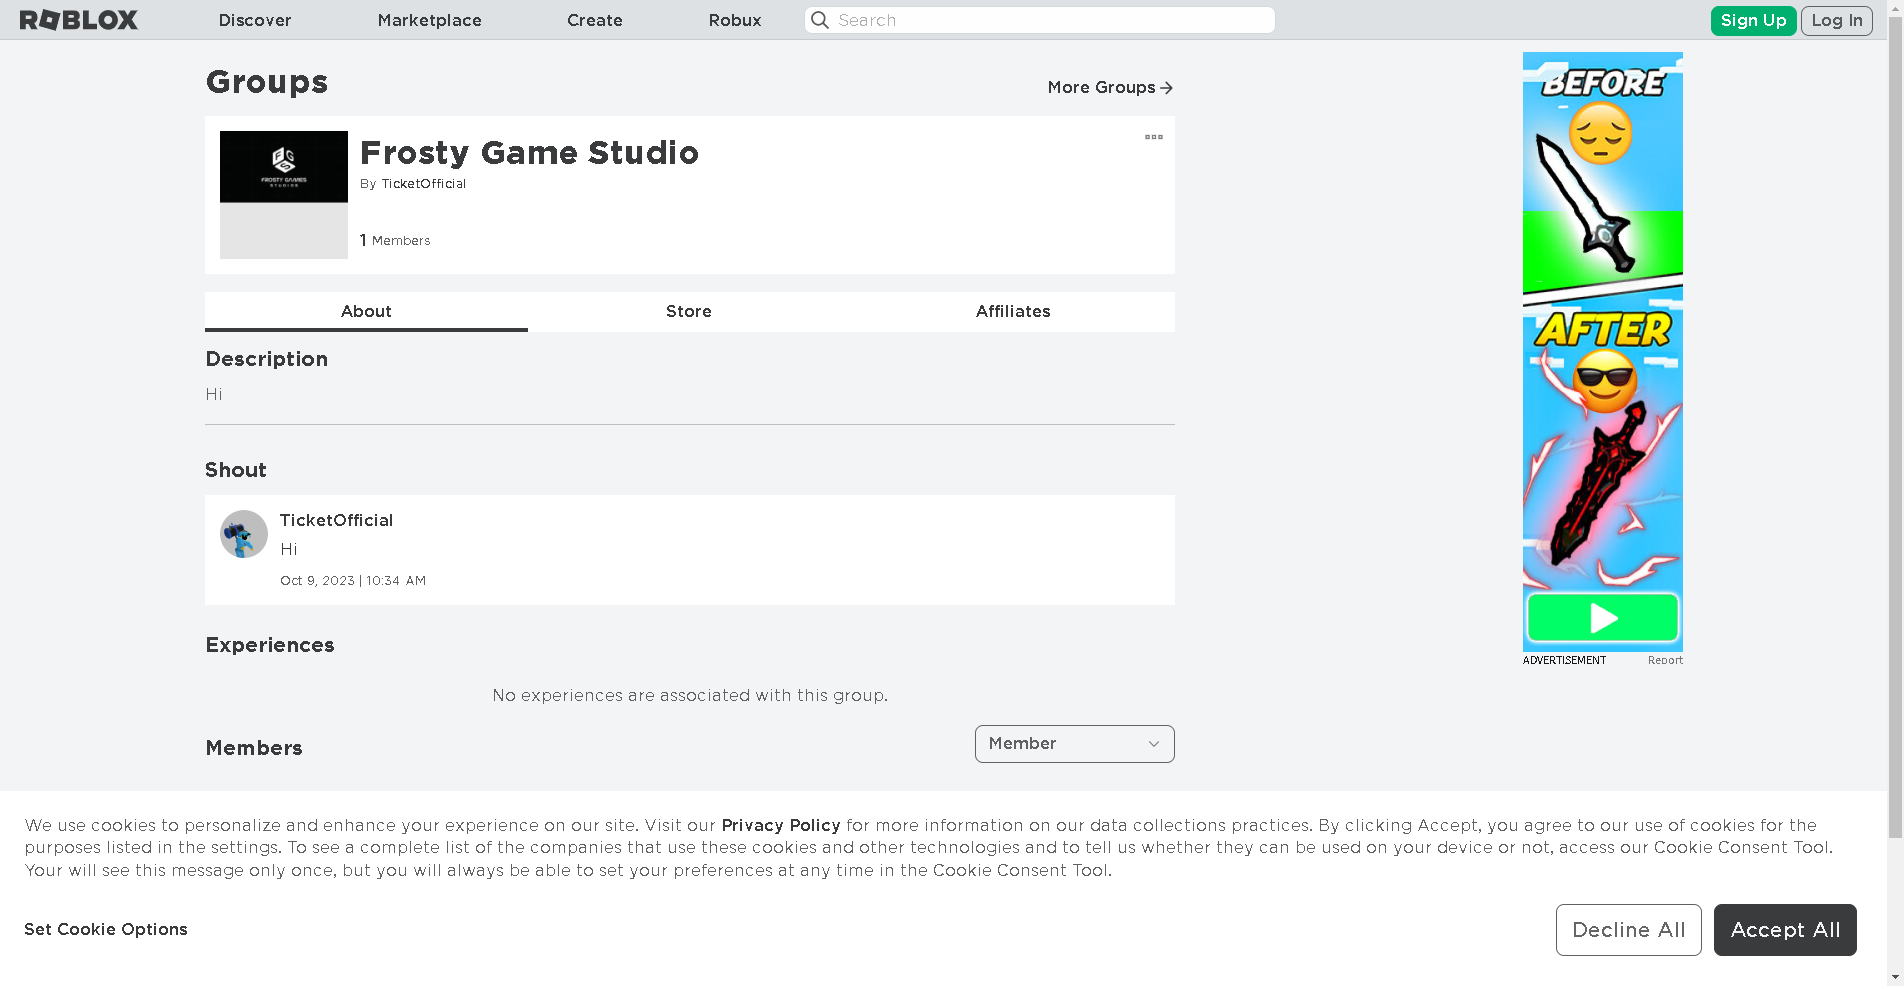 ROBLOX Discover Marketplace Create Robux Search Sign Up Log In
Groups
More Groups
FGS
FROSTY GAMES
STUDIOS
Frosty Game Studio
By TicketOfficial
1 Members
About Store Affiliates
Description
Hi
Shout
TicketOfficial
Hi
Oct 9, 2023 | 10:34 AM
Experiences
No experiences are associated with this group.
Members
Member
BEFORE
AFTER
ADVERTISEMENT Report
We use cookies to personalize and enhance your experience on our site. Visit our Privacy Policy for more information on our data collections practices. By clicking Accept, you agree to our use of cookies for the
purposes listed in the settings. To see a complete list of the companies that use these cookies and other technologies and to tell us whether they can be used on your device or not, access our Cookie Consent Tool.
Your will see this message only once, but you will always be able to set your preferences at any time in the Cookie Consent Tool.
Set Cookie Options
Decline All
Accept All